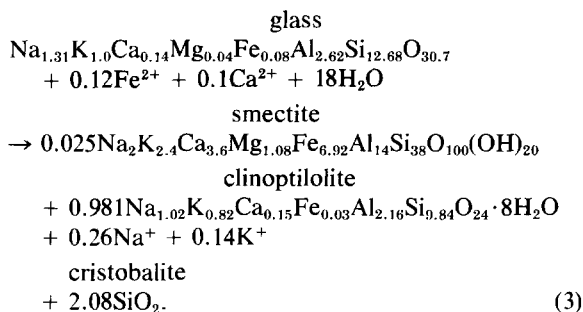 glass
Na₁.₃₁K₁.₀Ca₀.₁₄Mg₀.₀₄Fe₀.₀₈Al₂.₆₂Si₁₂.₆₈O₃₀.₇
+ 0.12Fe²⁺ + 0.1Ca²⁺ + 18H₂O
smectite
→ 0.025Na₂K₂.₄Ca₃.₆Mg₁.₀₈Fe₆.₉₂Al₁₄Si₃₈O₁₀₀(OH)₂₀
clinoptilolite
+ 0.981Na₁.₀₂K₀.₈₂Ca₀.₁₅Fe₀.₀₃Al₂.₁₆Si₉.₈₄O₂₄·8H₂O
+ 0.26Na⁺ + 0.14K⁺
cristobalite
+ 2.08SiO₂. (3)